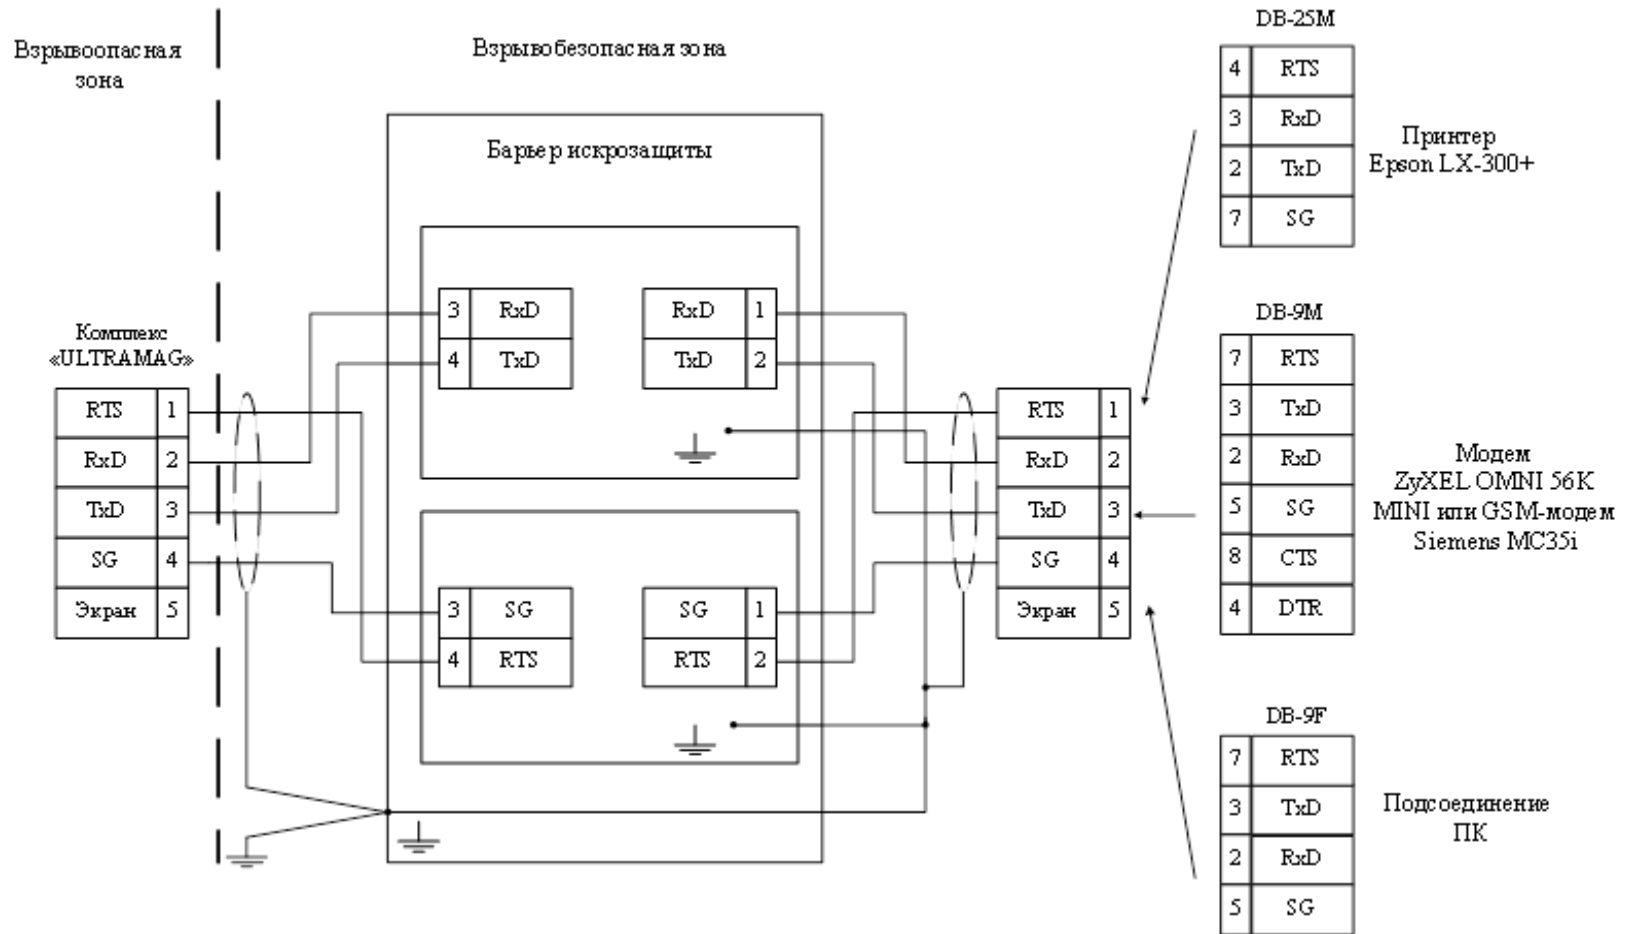 Взрывоопасная
зона
Взрывобезопасная зона
Барьер искрозащиты
Комплекс
«ULTRAMAG»
RTS 1
RxD 2
TxD 3
SG 4
Экран 5
3 RxD
4 TxD
RxD 1
TxD 2
3 SG
4 RTS
SG 1
RTS 2
RTS 1
RxD 2
TxD 3
SG 4
Экран 5
DB-25M
4 RTS
3 RxD
2 TxD
7 SG
Принтер
Epson LX-300+
DB-9M
7 RTS
3 TxD
2 RxD
5 SG
8 CTS
4 DTR
Модем
ZyXEL OMNI 56K
MINI или GSM-модем
Siemens MC35i
DB-9F
7 RTS
3 TxD
2 RxD
5 SG
Подсоединение
ПК